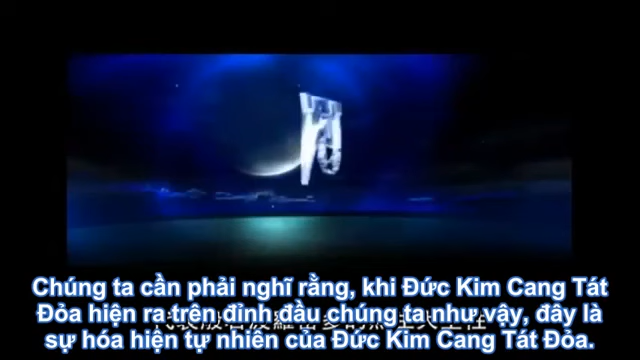 Chúng ta cần phải nghĩ rằng, khi Đức Kim Cang Tát
Đỏa hiện ra trên đỉnh đầu chúng ta như vậy, đây là
sự hóa hiện tự nhiên của Đức Kim Cang Tát Đỏa.